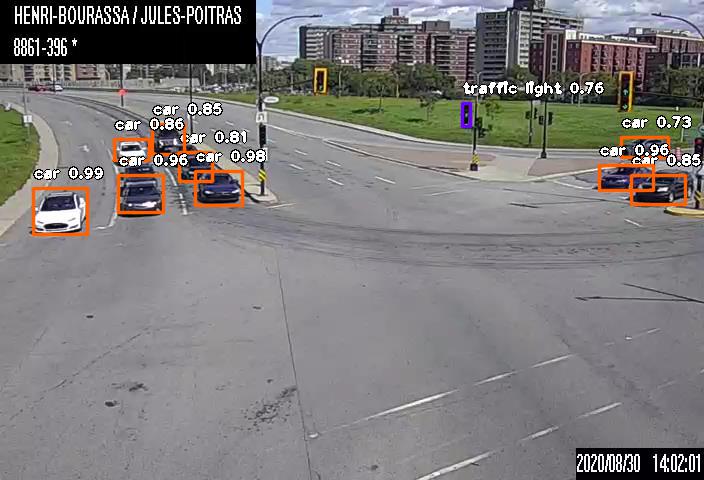 HENRI-BOURASSA / JULES-POITRAS
8861-396 *
traffic light 0.76
car 0.85
car 0.86
car 0.73
car 0.81
car 0.96
car 0.98
car 0.96
car 0.85
car 0.99
2020/08/30 14:02:01